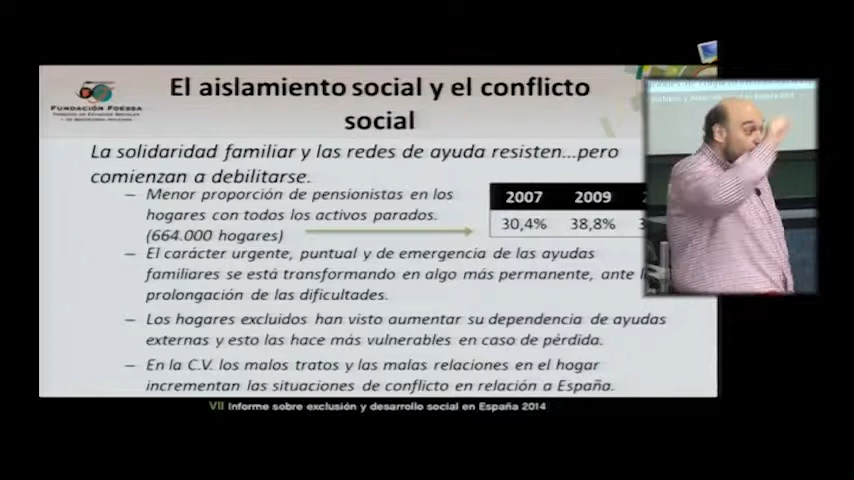 El aislamiento social y el conflicto
social
FUNDACIÓN FOESSA
La solidaridad familiar y las redes de ayuda resisten...pero
comienzan a debilitarse.
– Menor proporción de pensionistas en los
hogares con todos los activos parados.
(664.000 hogares)
2007 2009
30,4% 38,8% 3
– El carácter urgente, puntual y de emergencia de las ayudas
familiares se está transformando en algo más permanente, ante l
prolongación de las dificultades.
– Los hogares excluidos han visto aumentar su dependencia de ayudas
externas y esto las hace más vulnerables en caso de pérdida.
– En la C.V. los malos tratos y las malas relaciones en el hogar
incrementan las situaciones de conflicto en relación a España.
VII Informe sobre exclusión y desarrollo social en España 2014